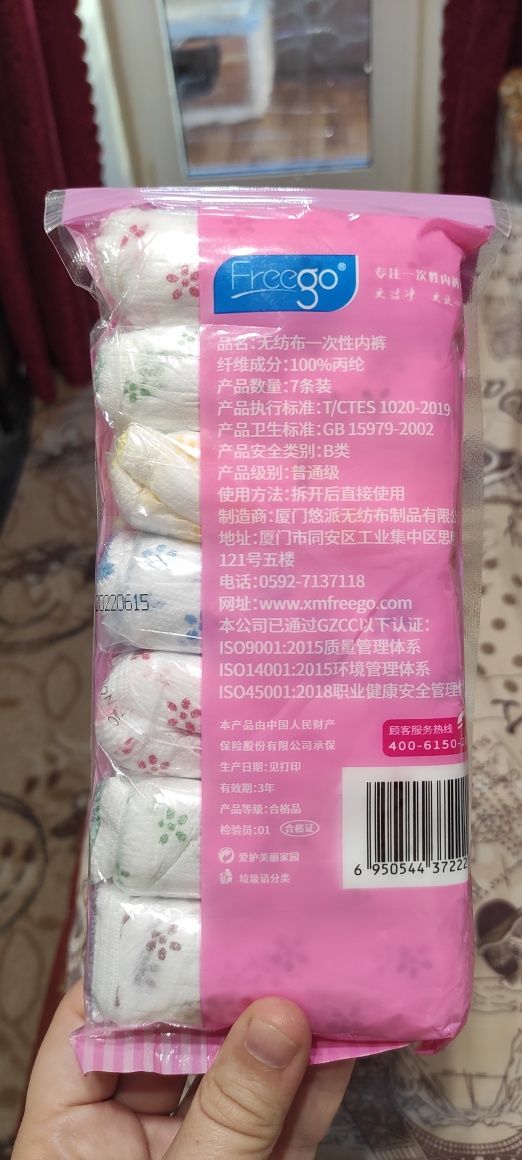 Freego®
专注一次性内裤
更洁净
品名:无纺布一次性内裤
纤维成分:100%丙纶
产品数量:7条装
产品执行标准:T/CTES 1020-2019
产品卫生标准:GB 15979-2002
产品安全类别:B类
产品级别:普通级
使用方法:拆开后直接使用
制造商:厦门悠派无纺布制品有限
地址:厦门市同安区工业集中区思
121号五楼
电话:0592-7137118
网址:www.xmfreego.com
本公司已通过GZCC以下认证:
ISO9001:2015质量管理体系
ISO14001:2015环境管理体系
ISO45001:2018职业健康安全管理
本产品由中国人民财产
保险股份有限公司承保
生产日期:见打印
有效期:3年
产品等级:合格品
检验员:01 合格证
爱护美丽家园
垃圾请分类
顾客服务热线
400-6150-
6 950544 37222
20220615